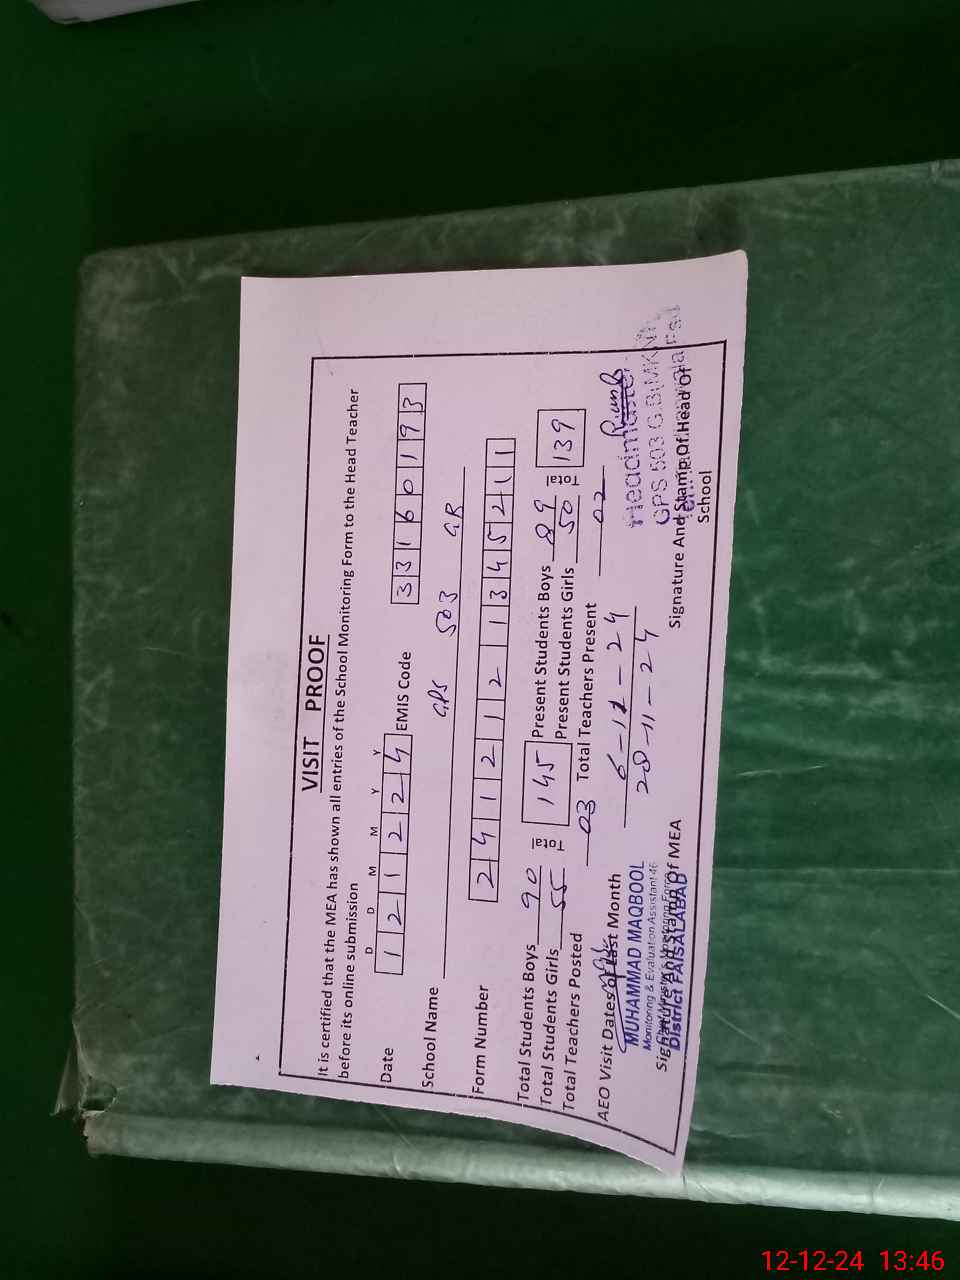 VISIT PROOF
It is certified that the MEA has shown all entries of the School Monitoring Form to the Head Teacher
before its online submission
D D M M Y Y
Date 1 2 1 2 2 4 EMIS Code 3 3 1 6 0 1 9 3
School Name GPS 503 GB
Form Number 2 4 1 2 1 2 1 3 4 5 2 1 1
Total Students Boys 90 Total 145 Present Students Boys 89 Total 139
Total Students Girls 55 Present Students Girls 50
Total Teachers Posted 03 Total Teachers Present 02
AEO Visit Dates of Last Month 6-12-24
28-11-24
MUHAMMAD MAQBOOL
Monitoring & Evaluation Assistant 46
Monitoring Force
District FAISALABAD
Signature And Stamp Of MEA
Headmaster
GPS 503 G.B(MKN)
Signature And Stamp Of Head Of
School
12-12-24 13:46